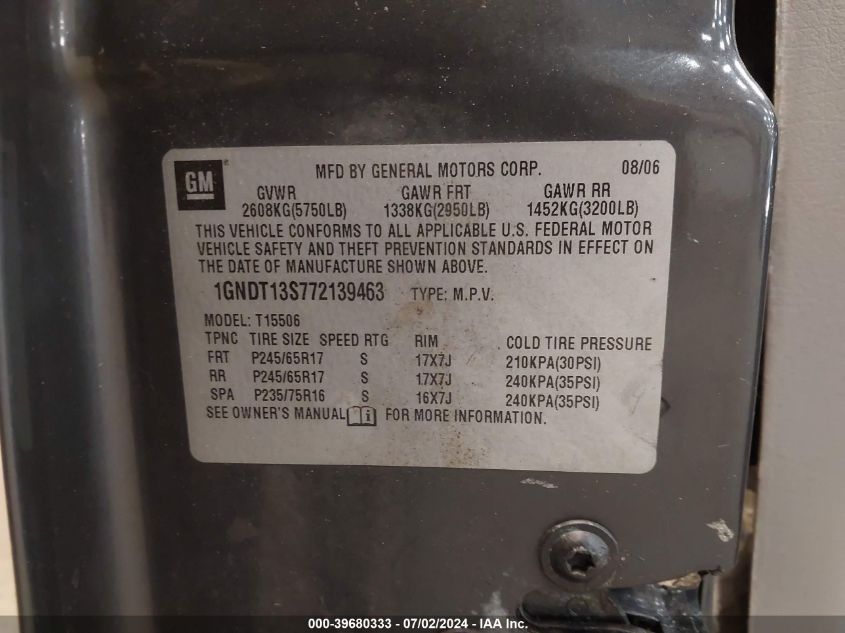 GM MFD BY GENERAL MOTORS CORP. 08/06
GVWR GAWR FRT GAWR RR
2608KG(5750LB) 1338KG(2950LB) 1452KG(3200LB)
THIS VEHICLE CONFORMS TO ALL APPLICABLE U.S. FEDERAL MOTOR
VEHICLE SAFETY AND THEFT PREVENTION STANDARDS IN EFFECT ON
THE DATE OF MANUFACTURE SHOWN ABOVE.
1GNDT13S772139463 TYPE: M.P.V.
MODEL: T15506
TPNC TIRE SIZE SPEED RTG RIM COLD TIRE PRESSURE
FRT P245/65R17 S 17X7J 210KPA(30PSI)
RR P245/65R17 S 17X7J 240KPA(35PSI)
SPA P235/75R16 S 16X7J 240KPA(35PSI)
SEE OWNER'S MANUAL FOR MORE INFORMATION.
000-39680333 - 07/02/2024 - IAA Inc.